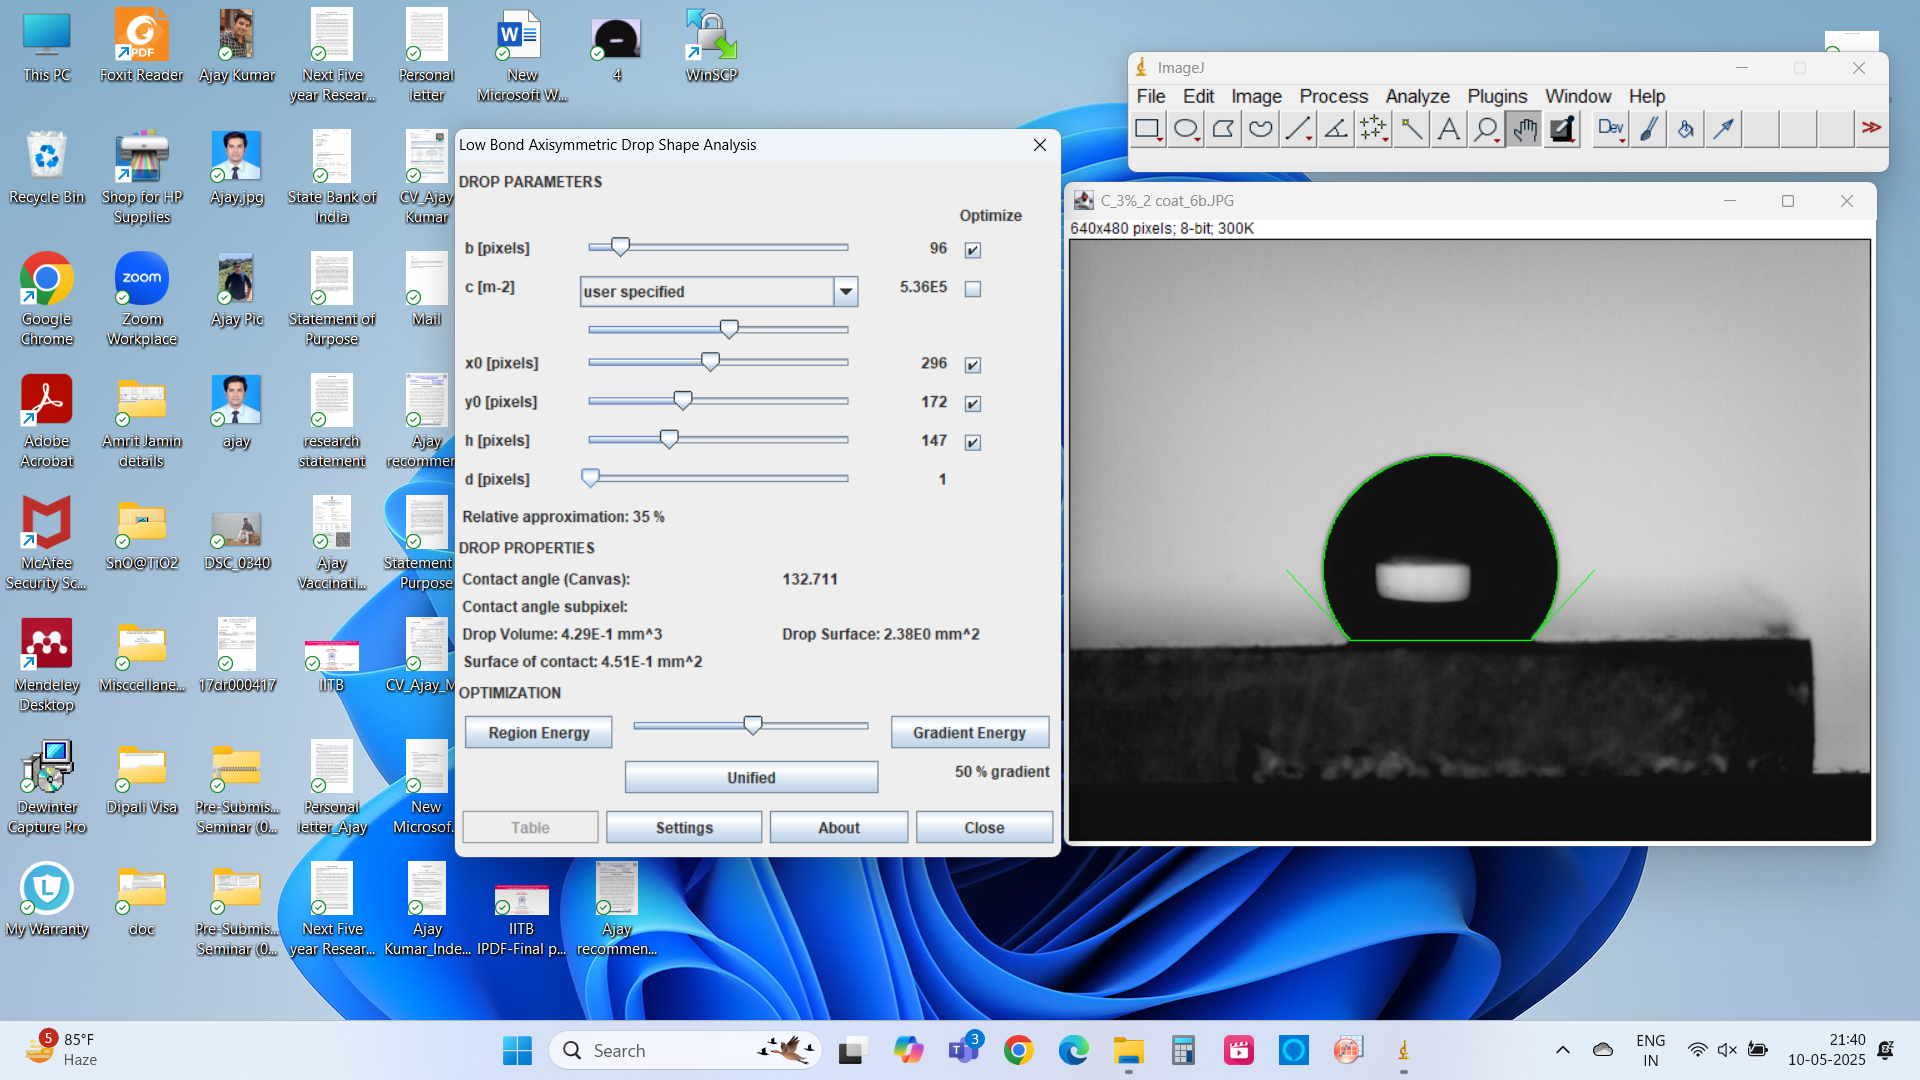 This PC
Foxit Reader
Ajay Kumar
Next Five
year Resear...
Personal
letter
New
Microsoft W...
4
WinSCP
Recycle Bin
Shop for HP
Supplies
Ajay.jpg
State Bank of
India
CV_Ajay
Kumar
Google
Chrome
zoom
Zoom
Workplace
Ajay Pic
Statement of
Purpose
Mail
Adobe
Acrobat
Amrit Jamin
details
ajay
research
statement
Ajay
recommen
McAfee
Security Sc...
SnO@TiO2
DSC_0340
Ajay
Vaccinati...
Statement
Purpose
Mendeley
Desktop
Misccellane...
17dr000417
IITB
CV_Ajay_M
Dewinter
Capture Pro
Dipali Visa
Pre-Submis...
Seminar (0...
Personal
letter_Ajay
New
Microsof.
My Warranty
doc
Pre-Submis...
Seminar (0...
Next Five
year Resear...
Ajay
Kumar_Inde...
IITB
IPDF-Final p...
Ajay
recommen...
Low Bond Axisymmetric Drop Shape Analysis
DROP PARAMETERS
Optimize
b [pixels] 96
c [m-2] user specified 5.36E5
x0 [pixels] 296
y0 [pixels] 172
h [pixels] 147
d [pixels] 1
Relative approximation: 35 %
DROP PROPERTIES
Contact angle (Canvas): 132.711
Contact angle subpixel:
Drop Volume: 4.29E-1 mm^3 Drop Surface: 2.38E0 mm^2
Surface of contact: 4.51E-1 mm^2
OPTIMIZATION
Region Energy Gradient Energy
Unified 50 % gradient
Table Settings About Close
ImageJ
File Edit Image Process Analyze Plugins Window Help
Dev
C_3%_2 coat_6b.JPG
640x480 pixels; 8-bit; 300K
5
85°F
Haze
Search
3
ENG
IN
21:40
10-05-2025